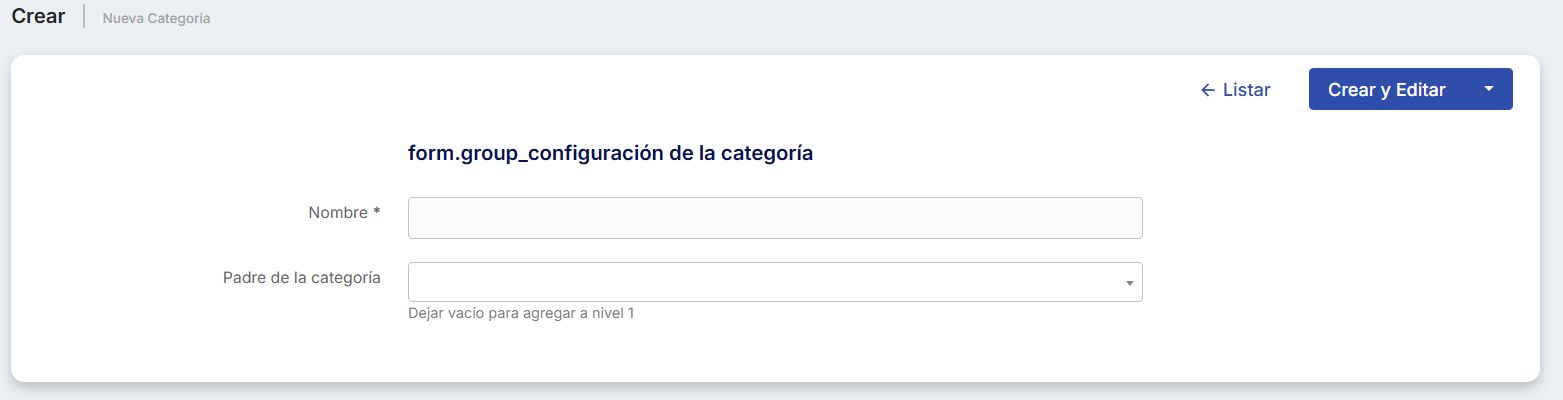 Crear
Nueva Categoría
← Listar
Crear y Editar
form.group_configuración de la categoría
Nombre *
Padre de la categoría
Dejar vacío para agregar a nivel 1